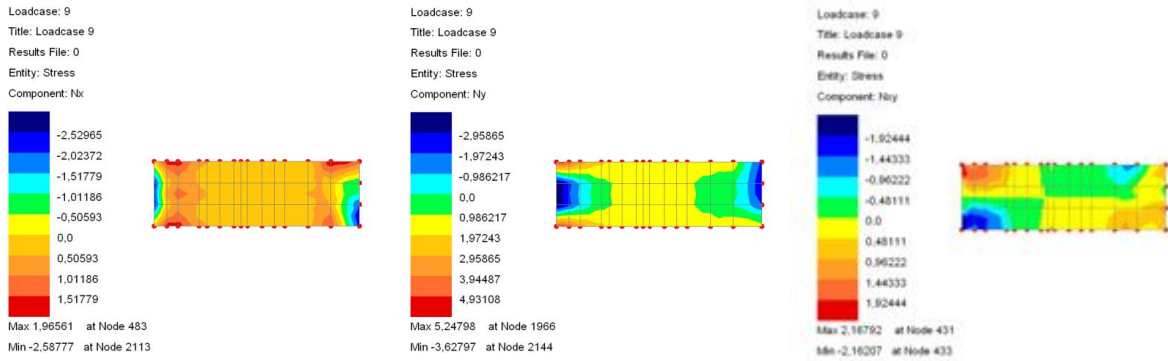 Loadcase: 9
Title: Loadcase 9
Results File: 0
Entity: Stress
Component: Nx
-2,52965
-2,02372
-1,51779
-1,01186
-0,50593
0,0
0,50593
1,01186
1,51779
Max 1,96561 at Node 483
Min -2,58777 at Node 2113
Loadcase: 9
Title: Loadcase 9
Results File: 0
Entity: Stress
Component: Ny
-2,95865
-1,97243
-0,986217
0,0
0,986217
1,97243
2,95865
3,94487
4,93108
Max 5,24798 at Node 1966
Min -3,62797 at Node 2144
Loadcase: 9
Title: Loadcase 9
Results File: 0
Entity: Stress
Component: Nxy
-1,92444
-1,44333
-0,96222
-0,48111
0,0
0,48111
0,96222
1,44333
1,92444
Max 2,16792 at Node 431
Min -2,16207 at Node 433